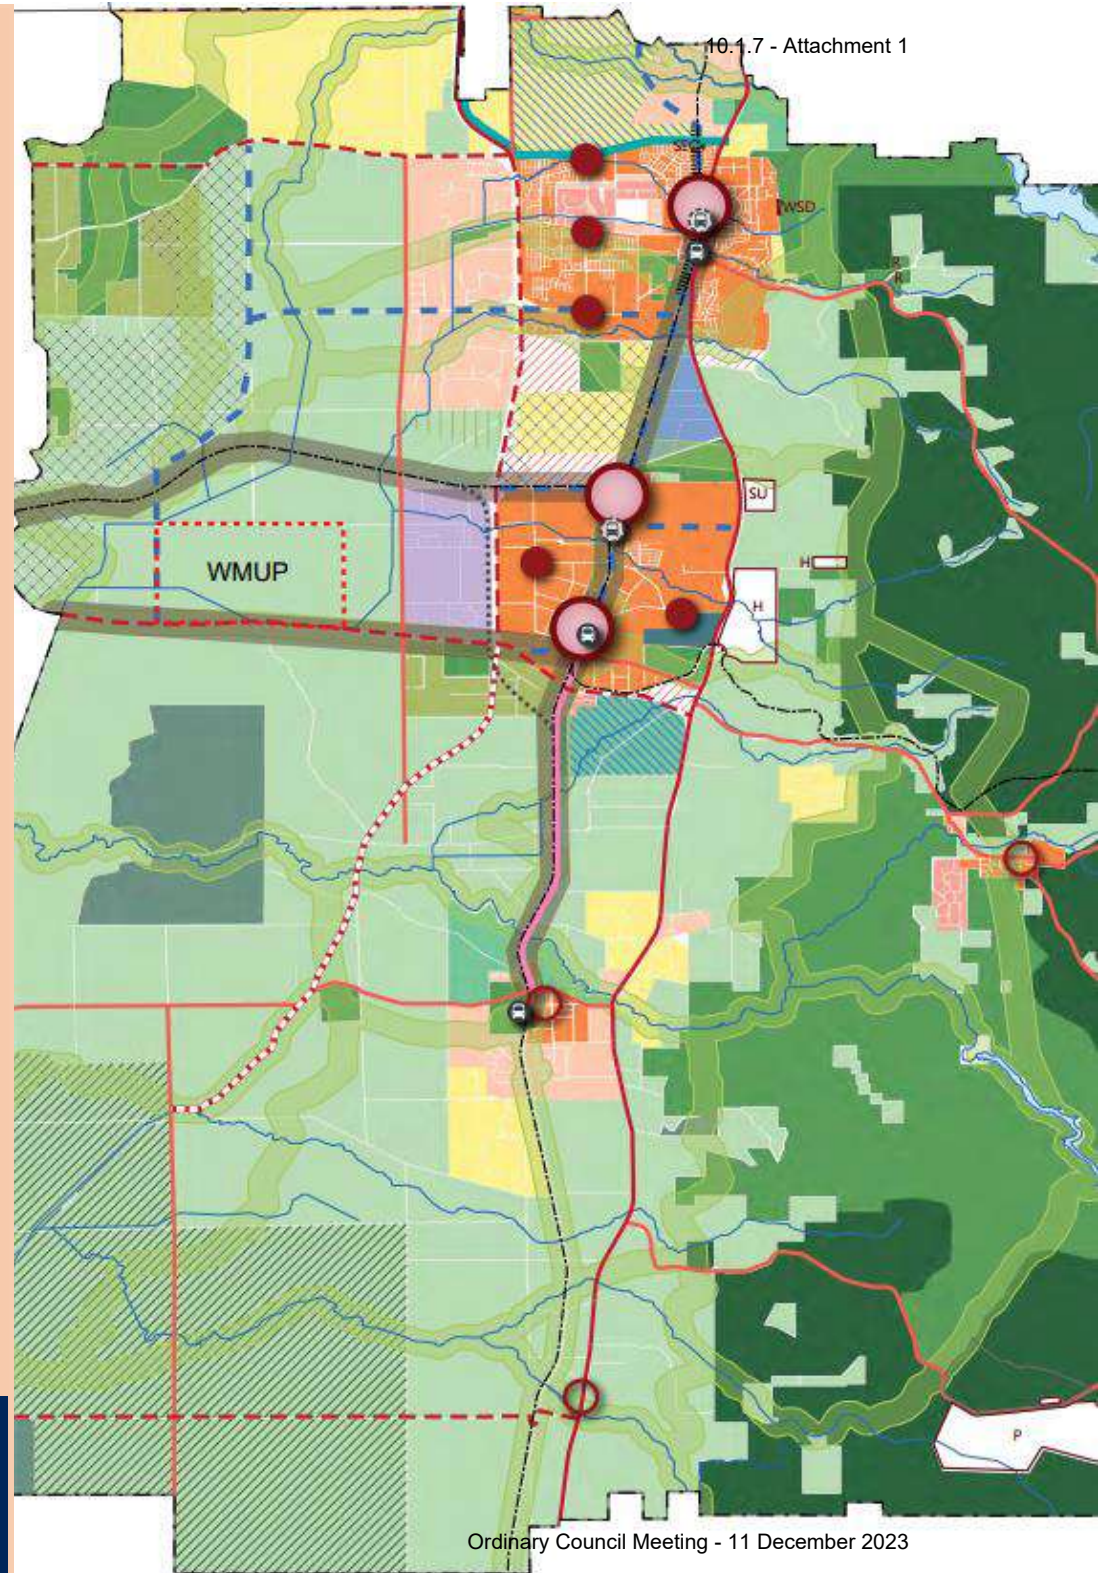 10.1.7 - Attachment 1
WSD
R
R
SU
H
WMUP
H
P
Ordinary Council Meeting - 11 December 2023